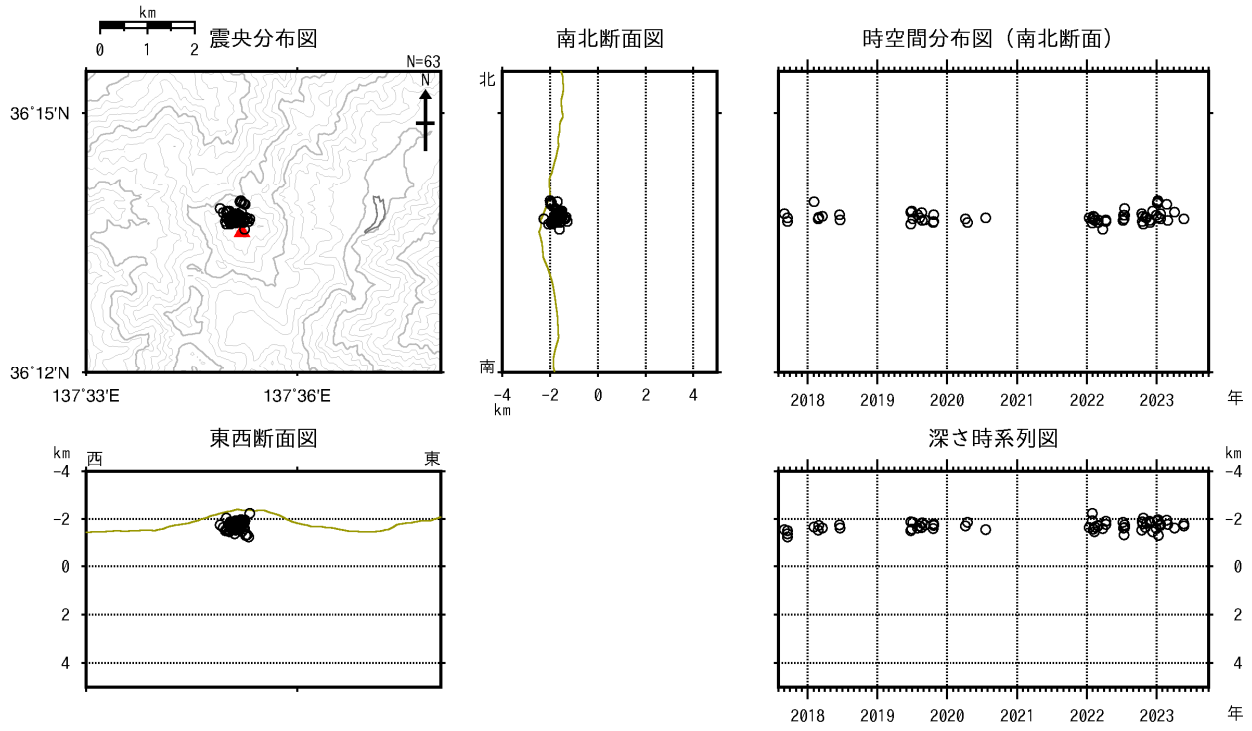 km
0 1 2
震央分布図
N=63
N
36°15'N
36°12'N
137°33'E 137°36'E
南北断面図
北
南
-4 -2 0 2 4
km
時空間分布図（南北断面）
2018 2019 2020 2021 2022 2023 年
東西断面図
km
西 東
-4
-2
0
2
4
深さ時系列図
km
-4
-2
0
2
4
2018 2019 2020 2021 2022 2023 年